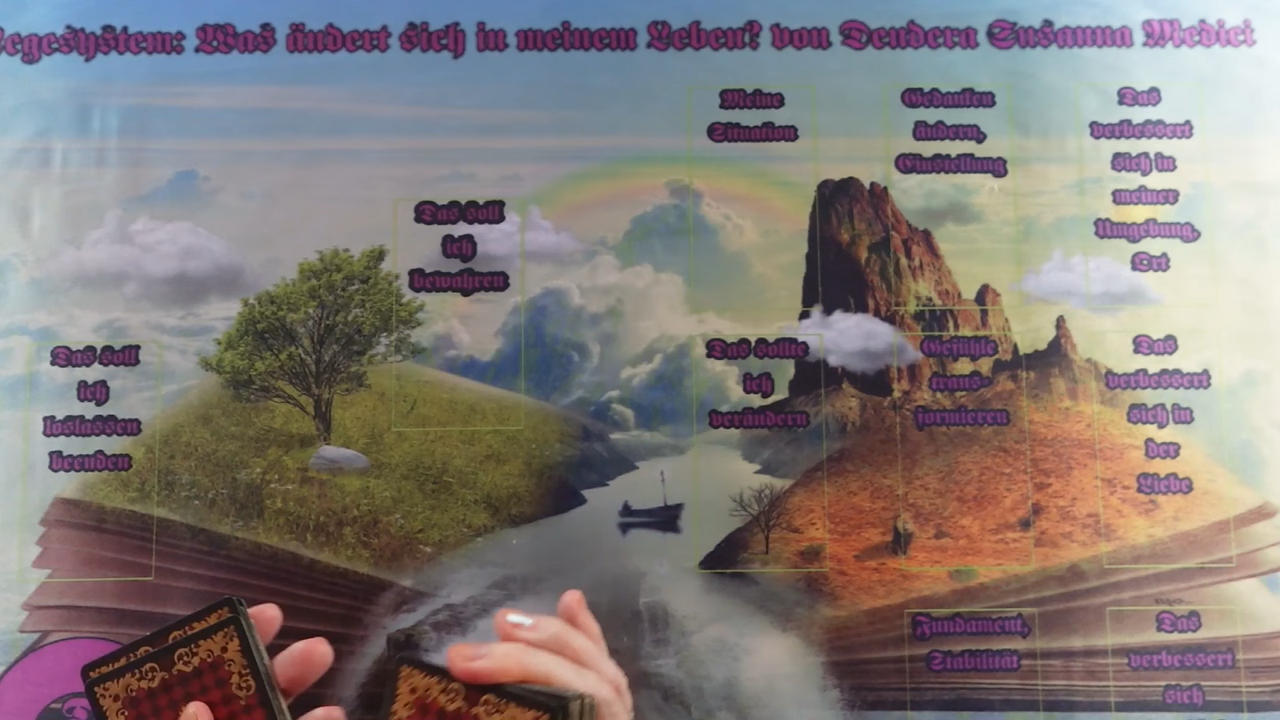 Legesystem: Was ändert sich in meinem Leben? von Dendera Susanna Medici
Das soll
ich
loslassen
beenden
Das soll
ich
bewahren
Meine
Situation
Gedanken
ändern,
Einstellung
Das
verbessert
sich in
meiner
Umgebung,
Ort
Das sollte
ich
verändern
Gefühle
trans-
formieren
Das
verbessert
sich in
der
Liebe
Fundament,
Stabilität
Das
verbessert
sich